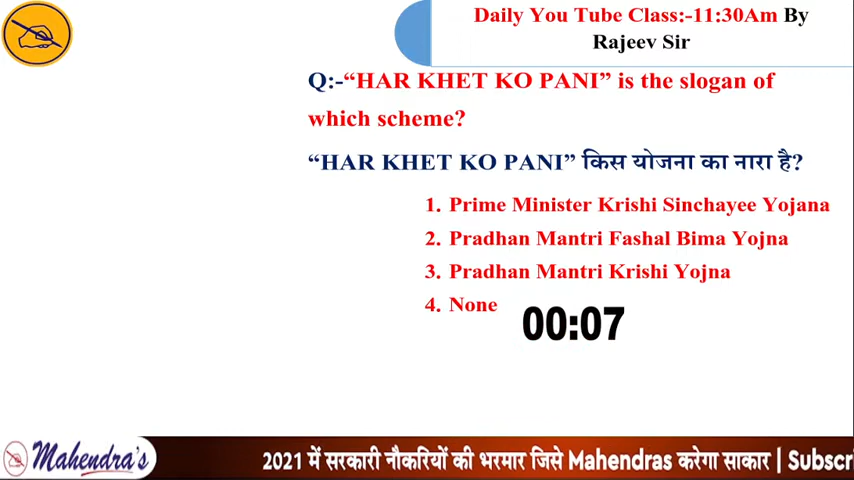 Daily You Tube Class:-11:30Am By
Rajeev Sir
Q:-“HAR KHET KO PANI” is the slogan of
which scheme?
“HAR KHET KO PANI” किस योजना का नारा है?
1. Prime Minister Krishi Sinchayee Yojana
2. Pradhan Mantri Fashal Bima Yojna
3. Pradhan Mantri Krishi Yojna
4. None
00:07
Mahendra's
2021 में सरकारी नौकरियों की भरमार जिसे Mahendras करेगा साकार | Subscr